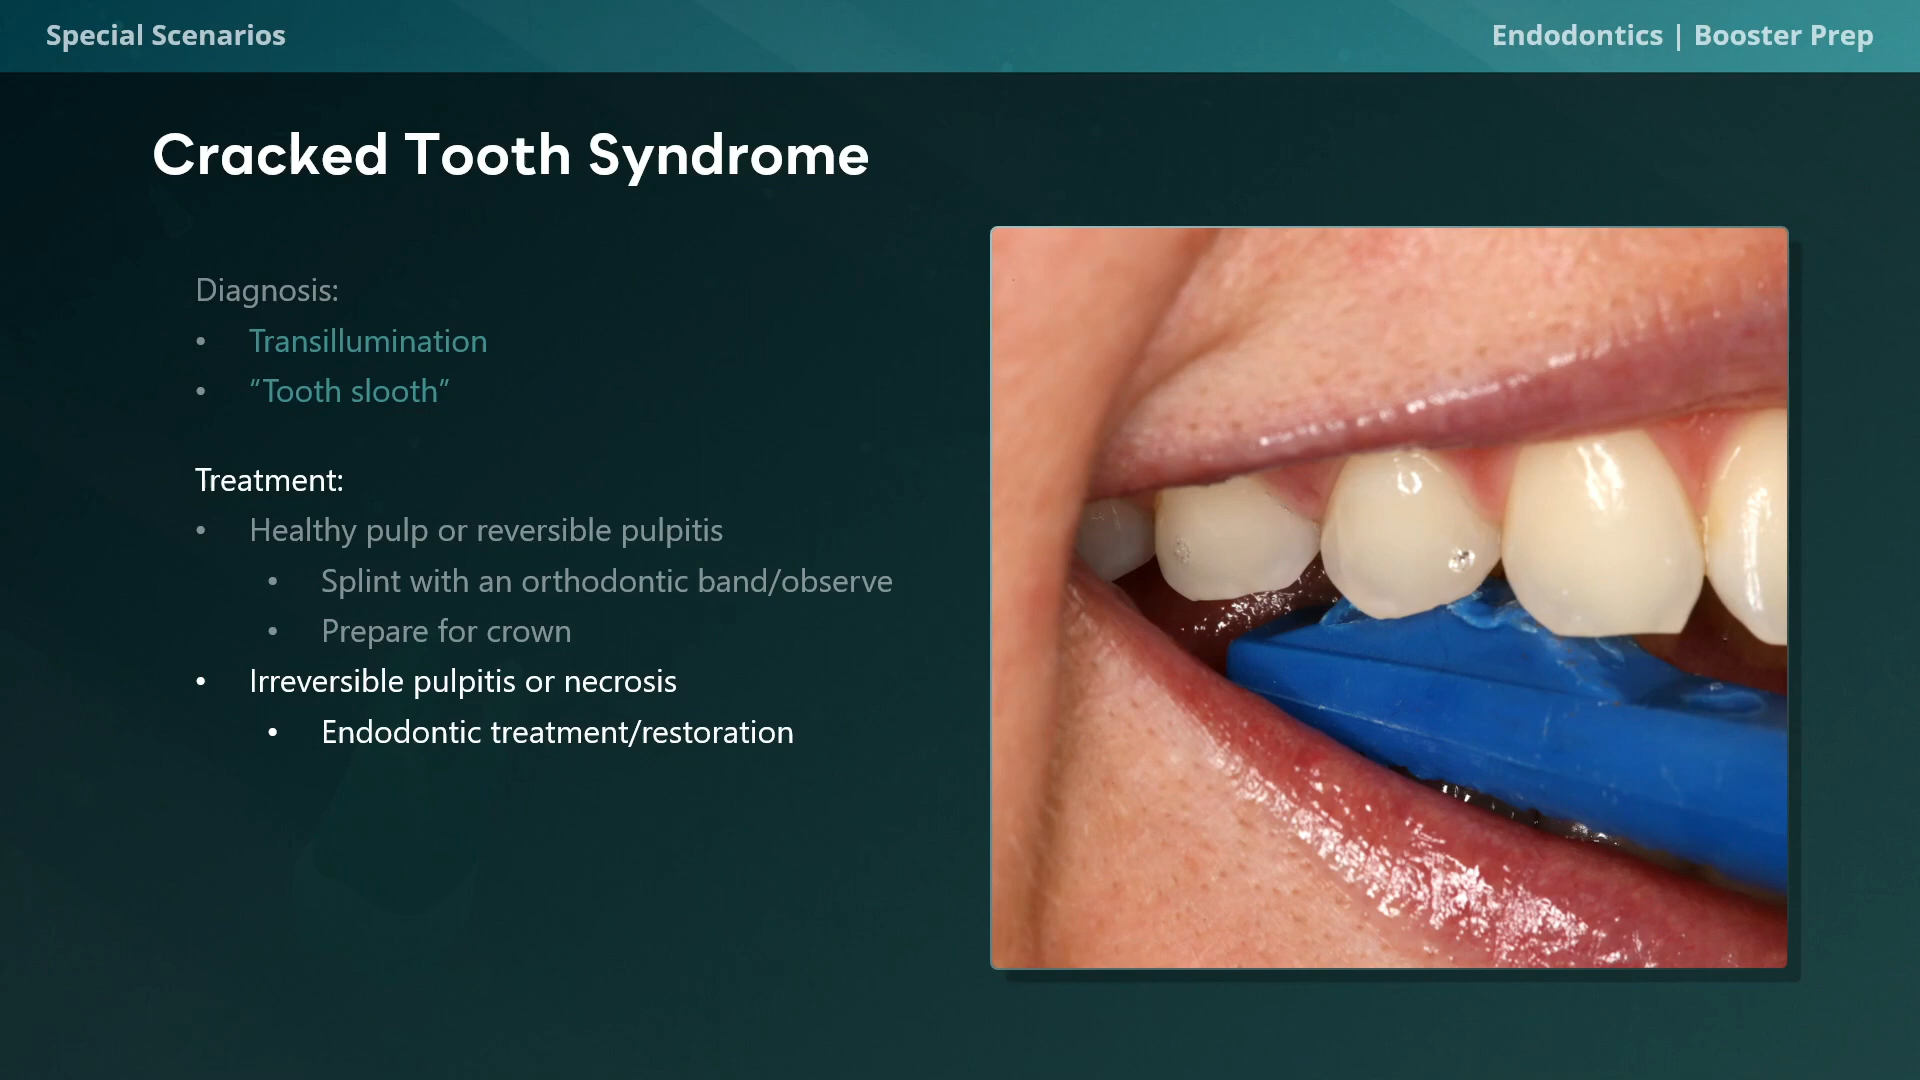 Special Scenarios
Endodontics | Booster Prep
Cracked Tooth Syndrome
Diagnosis:
• Transillumination
• “Tooth slooth”
Treatment:
• Healthy pulp or reversible pulpitis
• Splint with an orthodontic band/observe
• Prepare for crown
• Irreversible pulpitis or necrosis
• Endodontic treatment/restoration